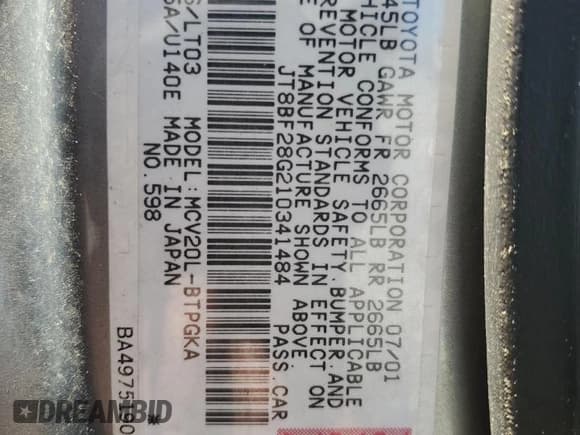 TOYOTA MOTOR CORPORATION 07/01
45LB GAWR FR 2665LB RR 2665LB
HICLE CONFORMS TO ALL APPLICABLE
MOTOR VEHICLE SAFETY, BUMPER, AND
REVENTION STANDARDS IN EFFECT ON
E OF MANUFACTURE SHOWN ABOVE.
JT8BF28G210341484 PASS.CAR
/LT03 MODEL:MCV20L-BTPGKA
A/U140E MADE IN JAPAN
NO.598
DREAMBID